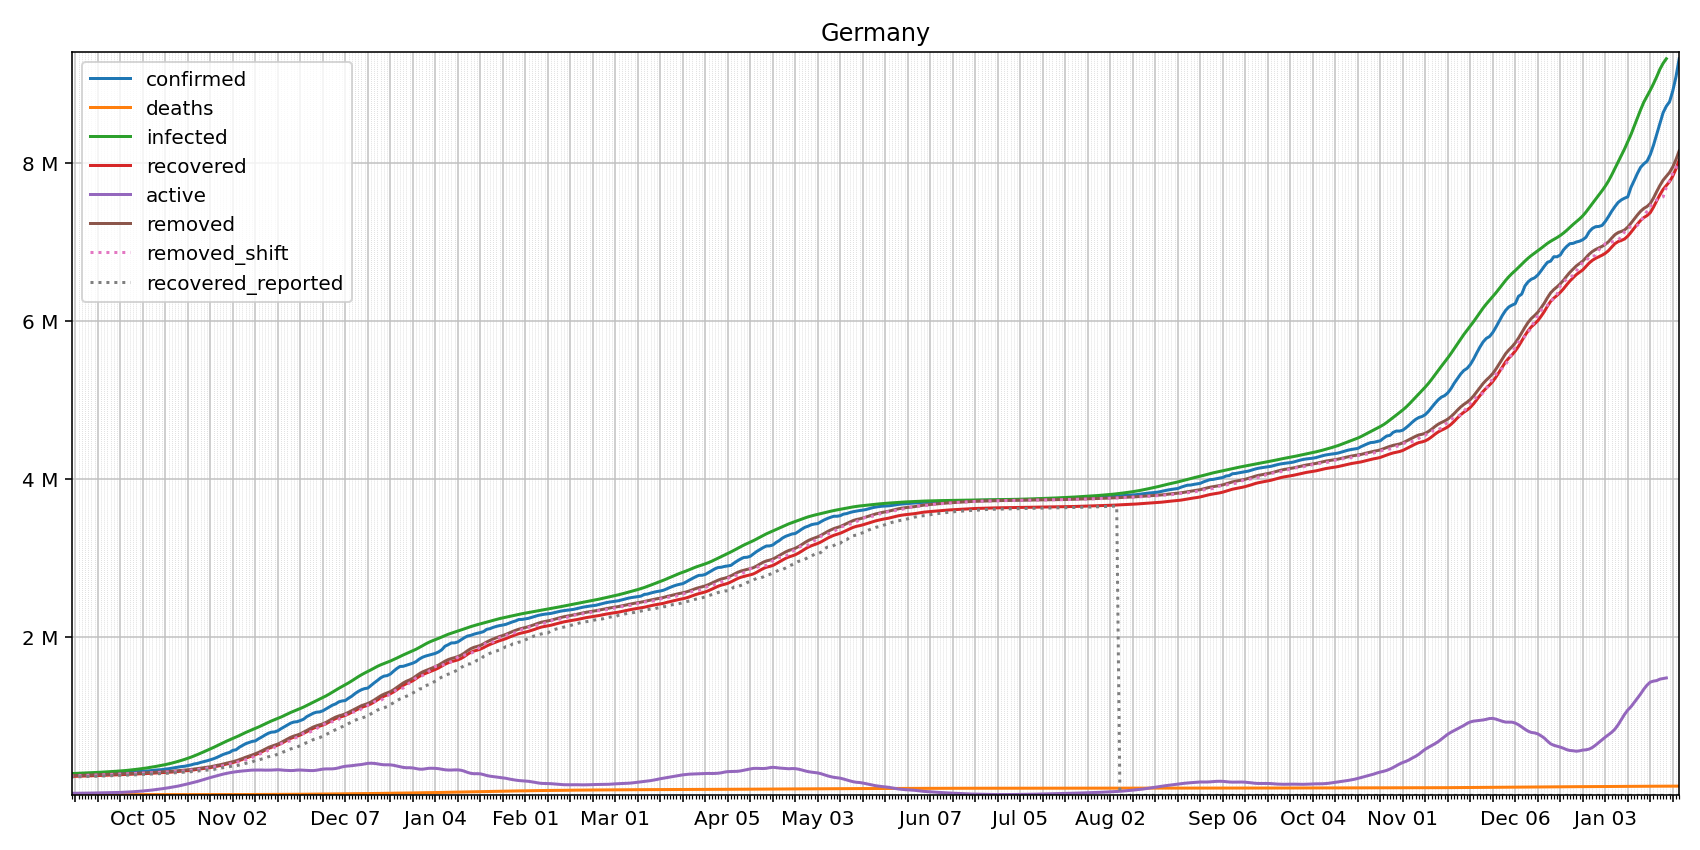 Germany
confirmed
deaths
infected
recovered
active
removed
removed_shift
recovered_reported
8 M
6 M
4 M
2 M
Oct 05 Nov 02 Dec 07 Jan 04 Feb 01 Mar 01 Apr 05 May 03 Jun 07 Jul 05 Aug 02 Sep 06 Oct 04 Nov 01 Dec 06 Jan 03